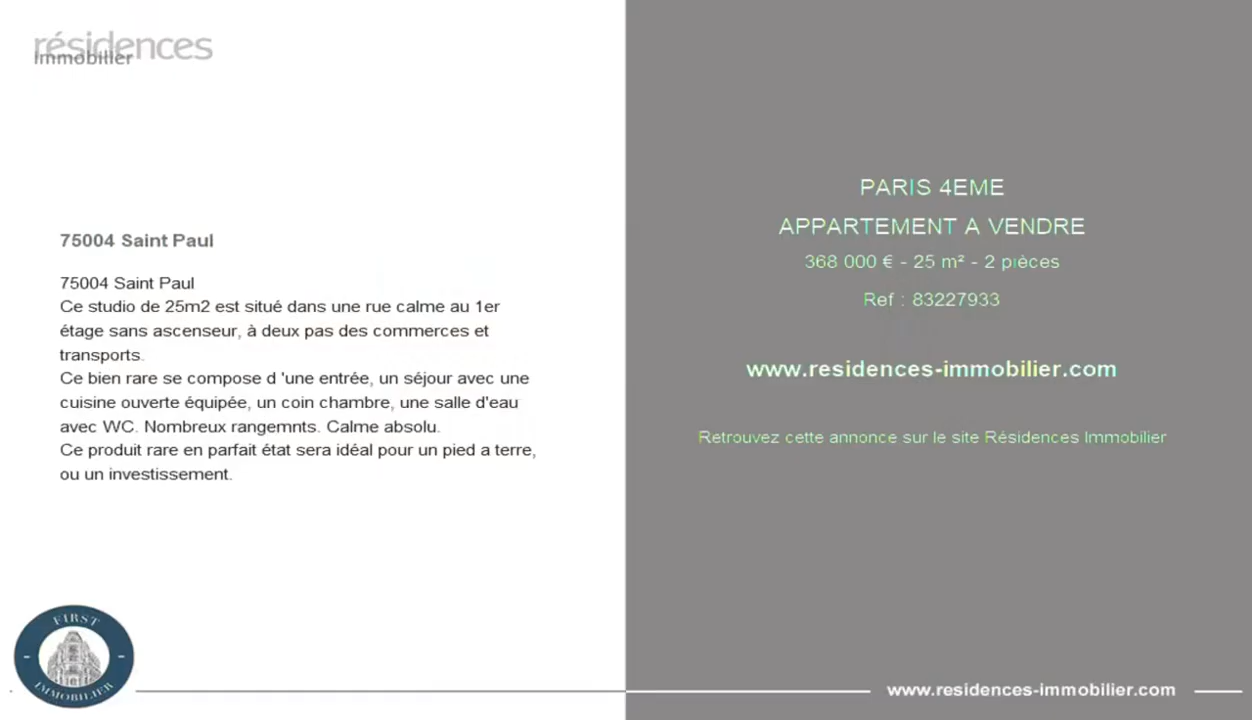 résidences
Immobilier
75004 Saint Paul
75004 Saint Paul
Ce studio de 25m2 est situé dans une rue calme au 1er
étage sans ascenseur, à deux pas des commerces et
transports.
Ce bien rare se compose d 'une entrée, un séjour avec une
cuisine ouverte équipée, un coin chambre, une salle d'eau
avec WC. Nombreux rangemnts. Calme absolu.
Ce produit rare en parfait état sera idéal pour un pied a terre,
ou un investissement.
FIRST
IMMOBILIER
PARIS 4EME
APPARTEMENT A VENDRE
368 000 € - 25 m² - 2 pièces
Ref : 83227933
www.residences-immobilier.com
Retrouvez cette annonce sur le site Résidences Immobilier
www.residences-immobilier.com